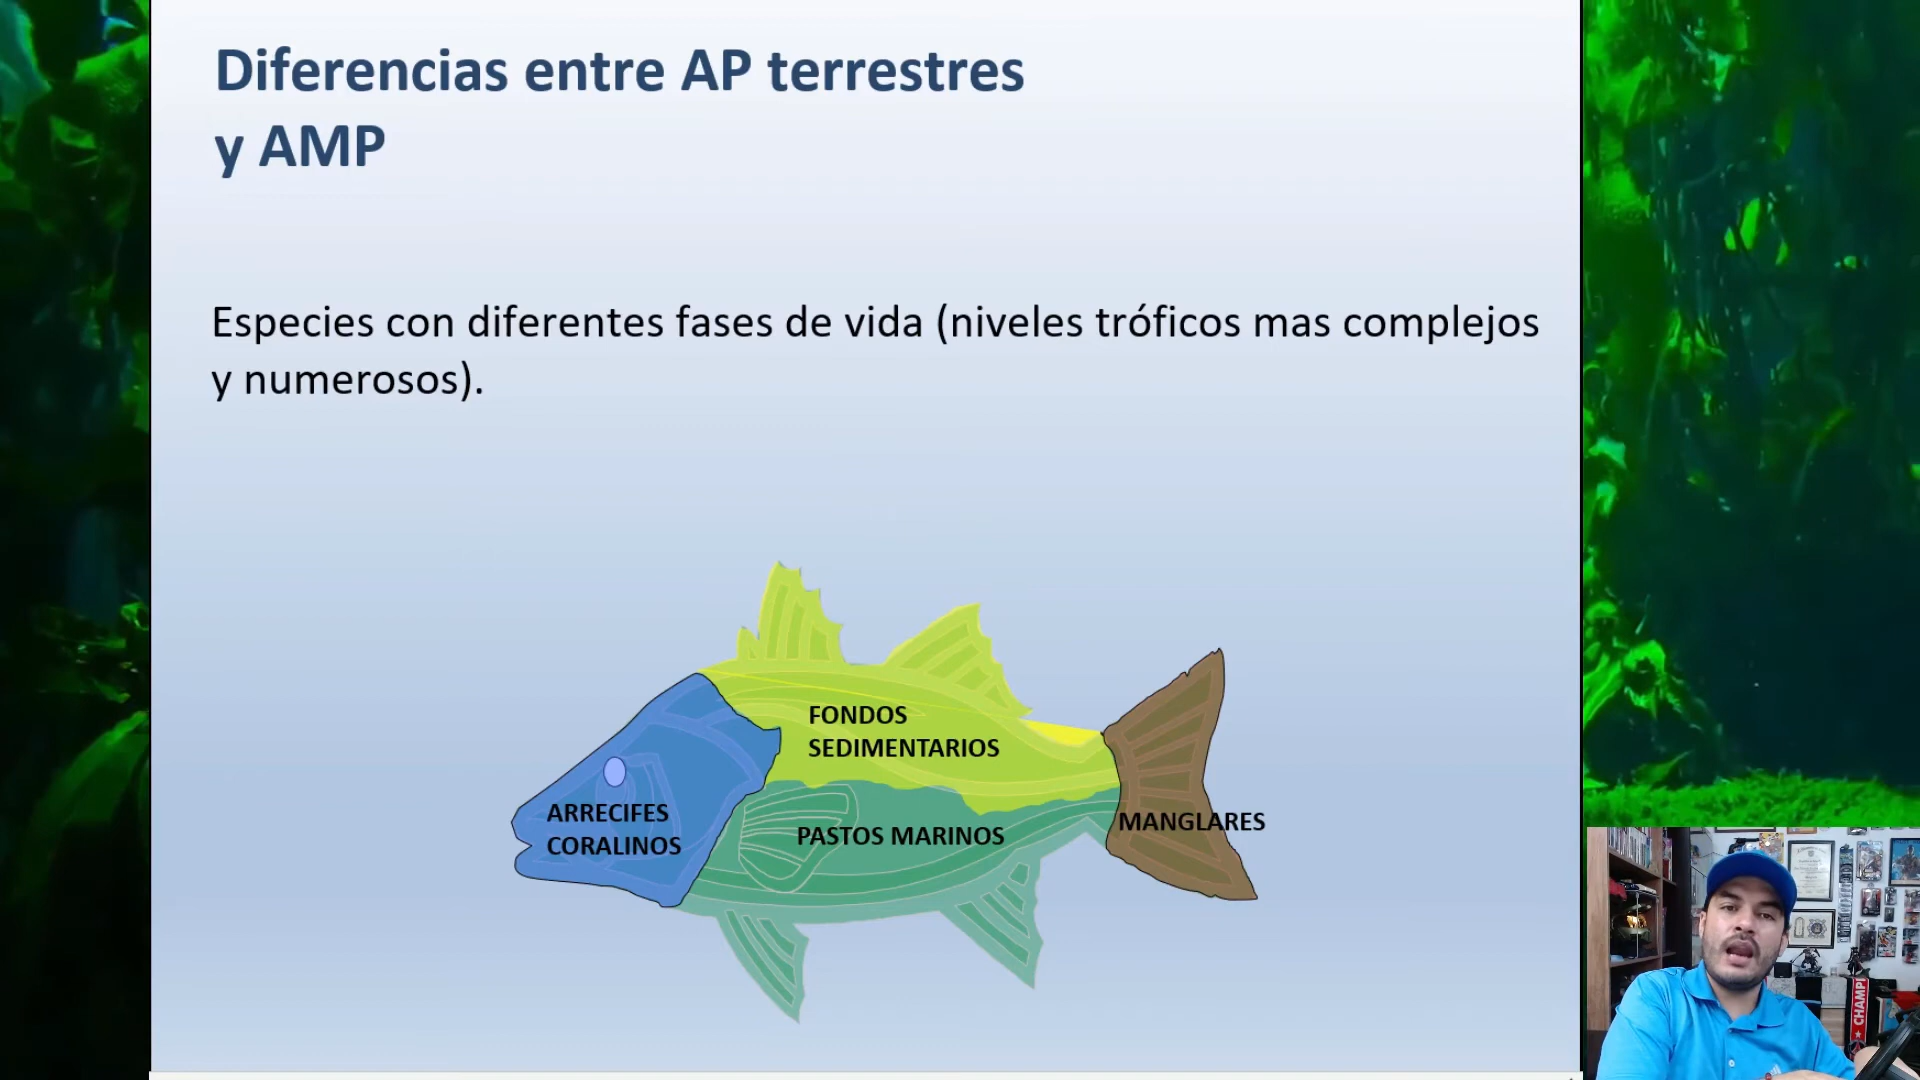 Diferencias entre AP terrestres
y AMP
Especies con diferentes fases de vida (niveles tróficos mas complejos
y numerosos).
FONDOS
SEDIMENTARIOS
ARRECIFES
CORALINOS
PASTOS MARINOS
MANGLARES
CHAMPI